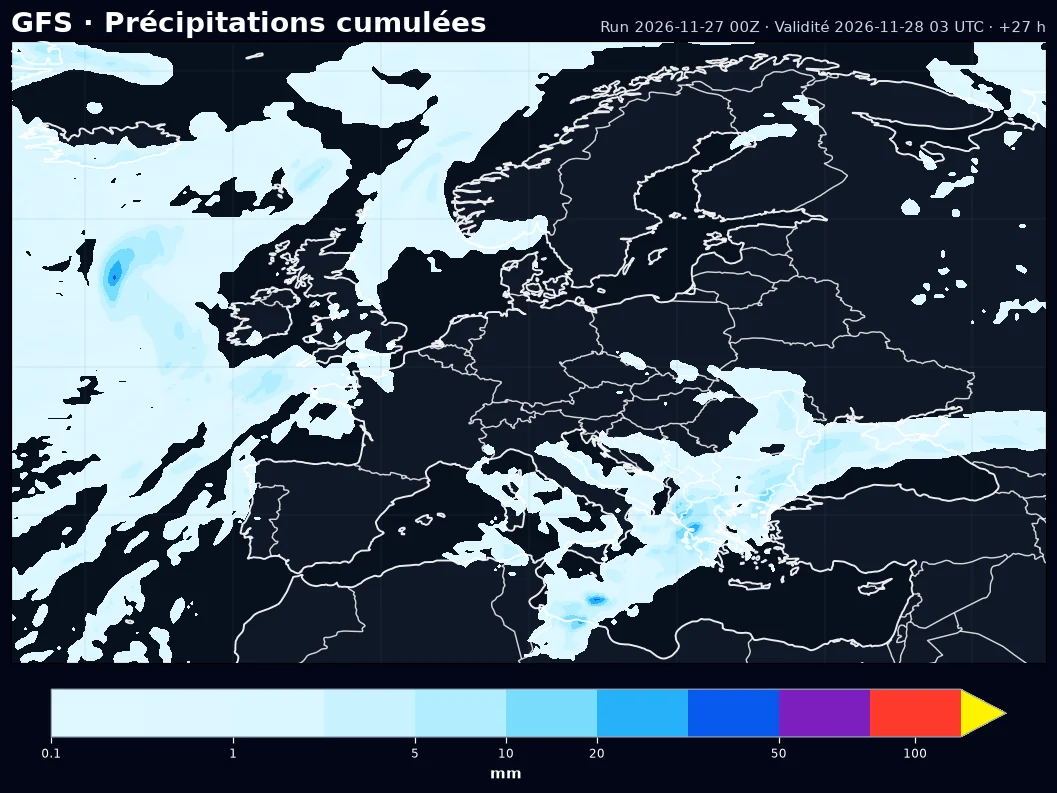 GFS · Précipitations cumulées
Run 2026-11-27 00Z · Validité 2026-11-28 03 UTC · +27 h
0.1 1 5 10 20 50 100
mm